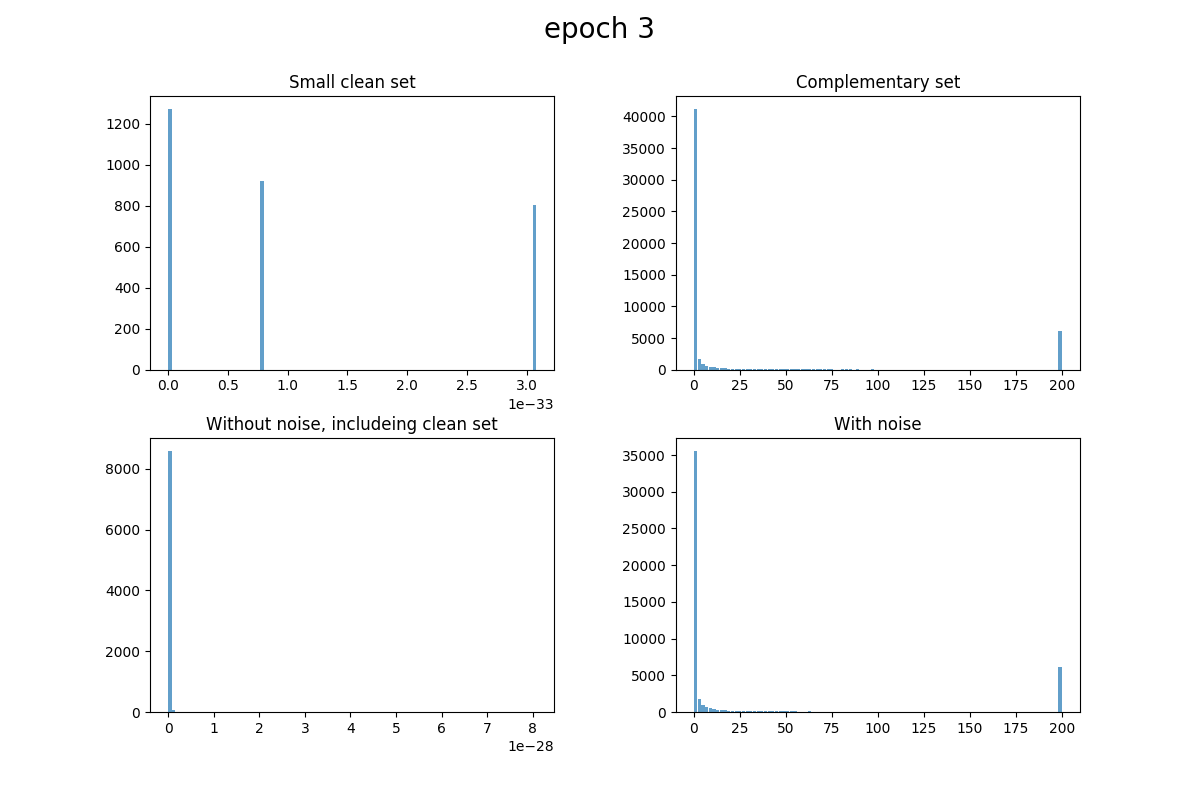 epoch 3
Small clean set
1200
1000
800
600
400
200
0
0.0 0.5 1.0 1.5 2.0 2.5 3.0
1e−33
Complementary set
40000
35000
30000
25000
20000
15000
10000
5000
0
0 25 50 75 100 125 150 175 200
Without noise, includeing clean set
8000
6000
4000
2000
0
0 1 2 3 4 5 6 7 8
1e−28
With noise
35000
30000
25000
20000
15000
10000
5000
0
0 25 50 75 100 125 150 175 200